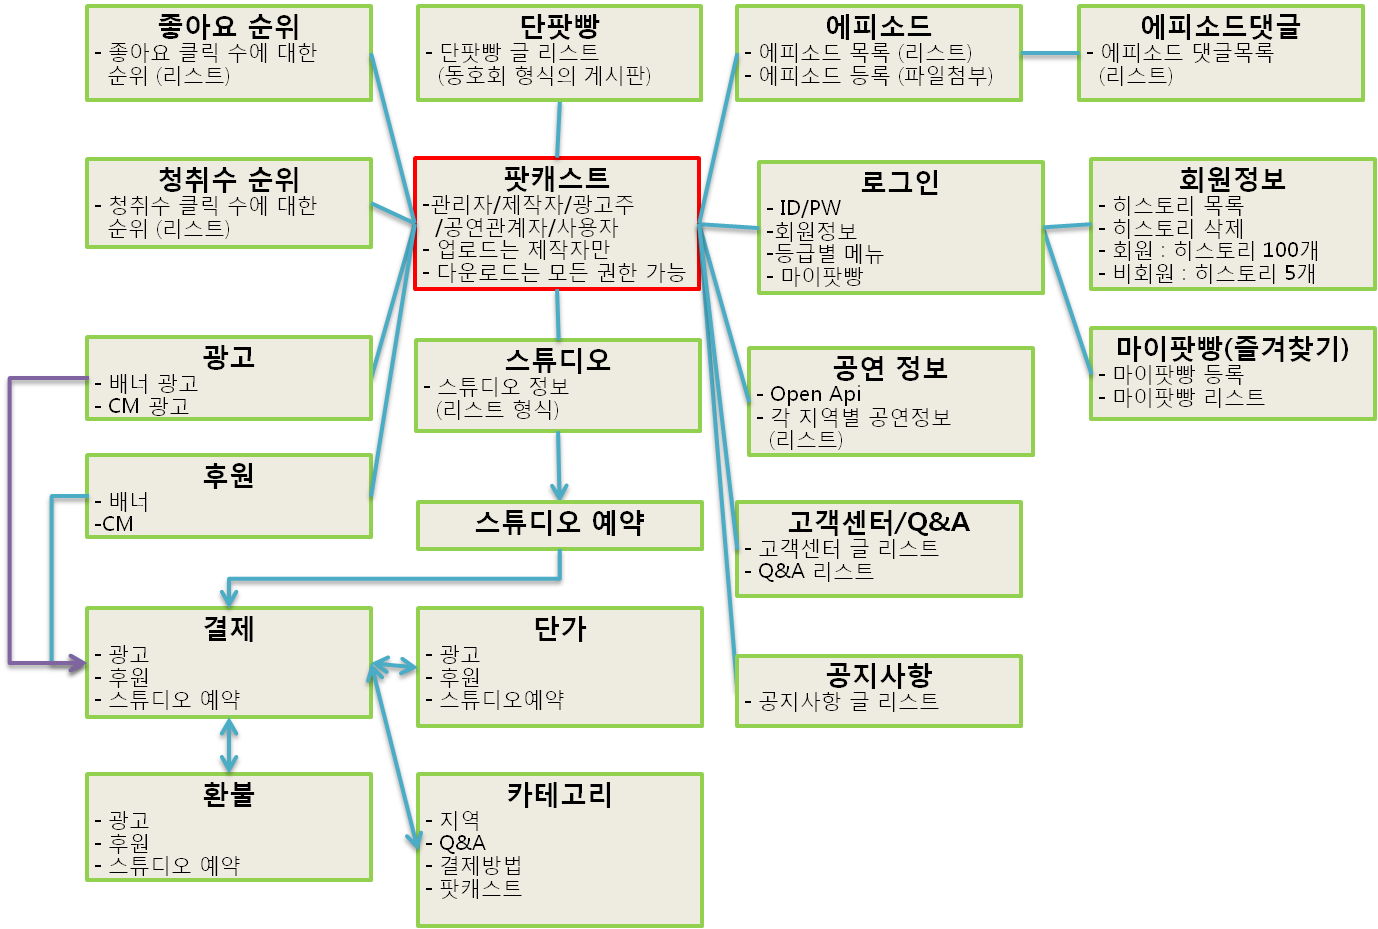 좋아요 순위
- 좋아요 클릭 수에 대한
순위 (리스트)
단팟빵
- 단팟빵 글 리스트
(동호회 형식의 게시판)
에피소드
- 에피소드 목록 (리스트)
- 에피소드 등록 (파일첨부)
에피소드댓글
- 에피소드 댓글목록
(리스트)
청취수 순위
- 청취수 클릭 수에 대한
순위 (리스트)
팟캐스트
-관리자/제작자/광고주
/공연관계자/사용자
- 업로드는 제작자만
- 다운로드는 모든 권한 가능
로그인
- ID/PW
-회원정보
-등급별 메뉴
- 마이팟빵
회원정보
- 히스토리 목록
- 히스토리 삭제
- 회원 : 히스토리 100개
- 비회원 : 히스토리 5개
광고
- 배너 광고
- CM 광고
스튜디오
- 스튜디오 정보
(리스트 형식)
공연 정보
- Open Api
- 각 지역별 공연정보
(리스트)
마이팟빵(즐겨찾기)
- 마이팟빵 등록
- 마이팟빵 리스트
후원
- 배너
-CM
스튜디오 예약
고객센터/Q&A
- 고객센터 글 리스트
- Q&A 리스트
결제
- 광고
- 후원
- 스튜디오 예약
단가
- 광고
- 후원
- 스튜디오예약
공지사항
- 공지사항 글 리스트
환불
- 광고
- 후원
- 스튜디오 예약
카테고리
- 지역
- Q&A
- 결제방법
- 팟캐스트